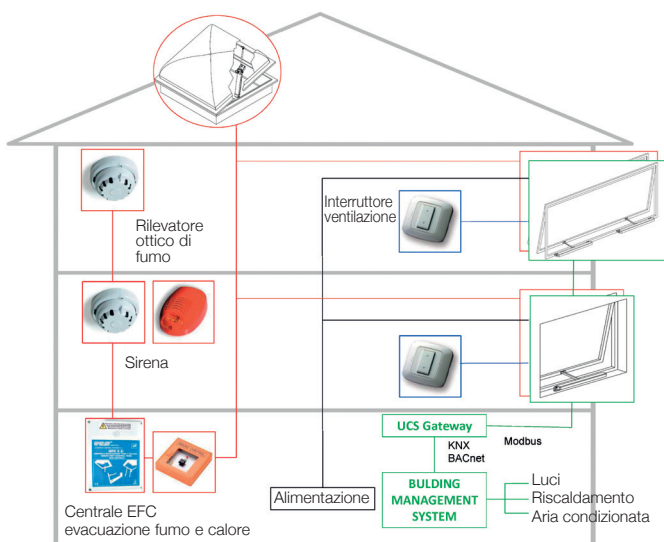 Rilevatore
ottico di
fumo
Interruttore
ventilazione
Sirena
UCS Gateway
KNX
BACnet
Modbus
BULDING
MANAGEMENT
SYSTEM
Luci
Riscaldamento
Aria condizionata
Alimentazione
Centrale EFC
evacuazione fumo e calore